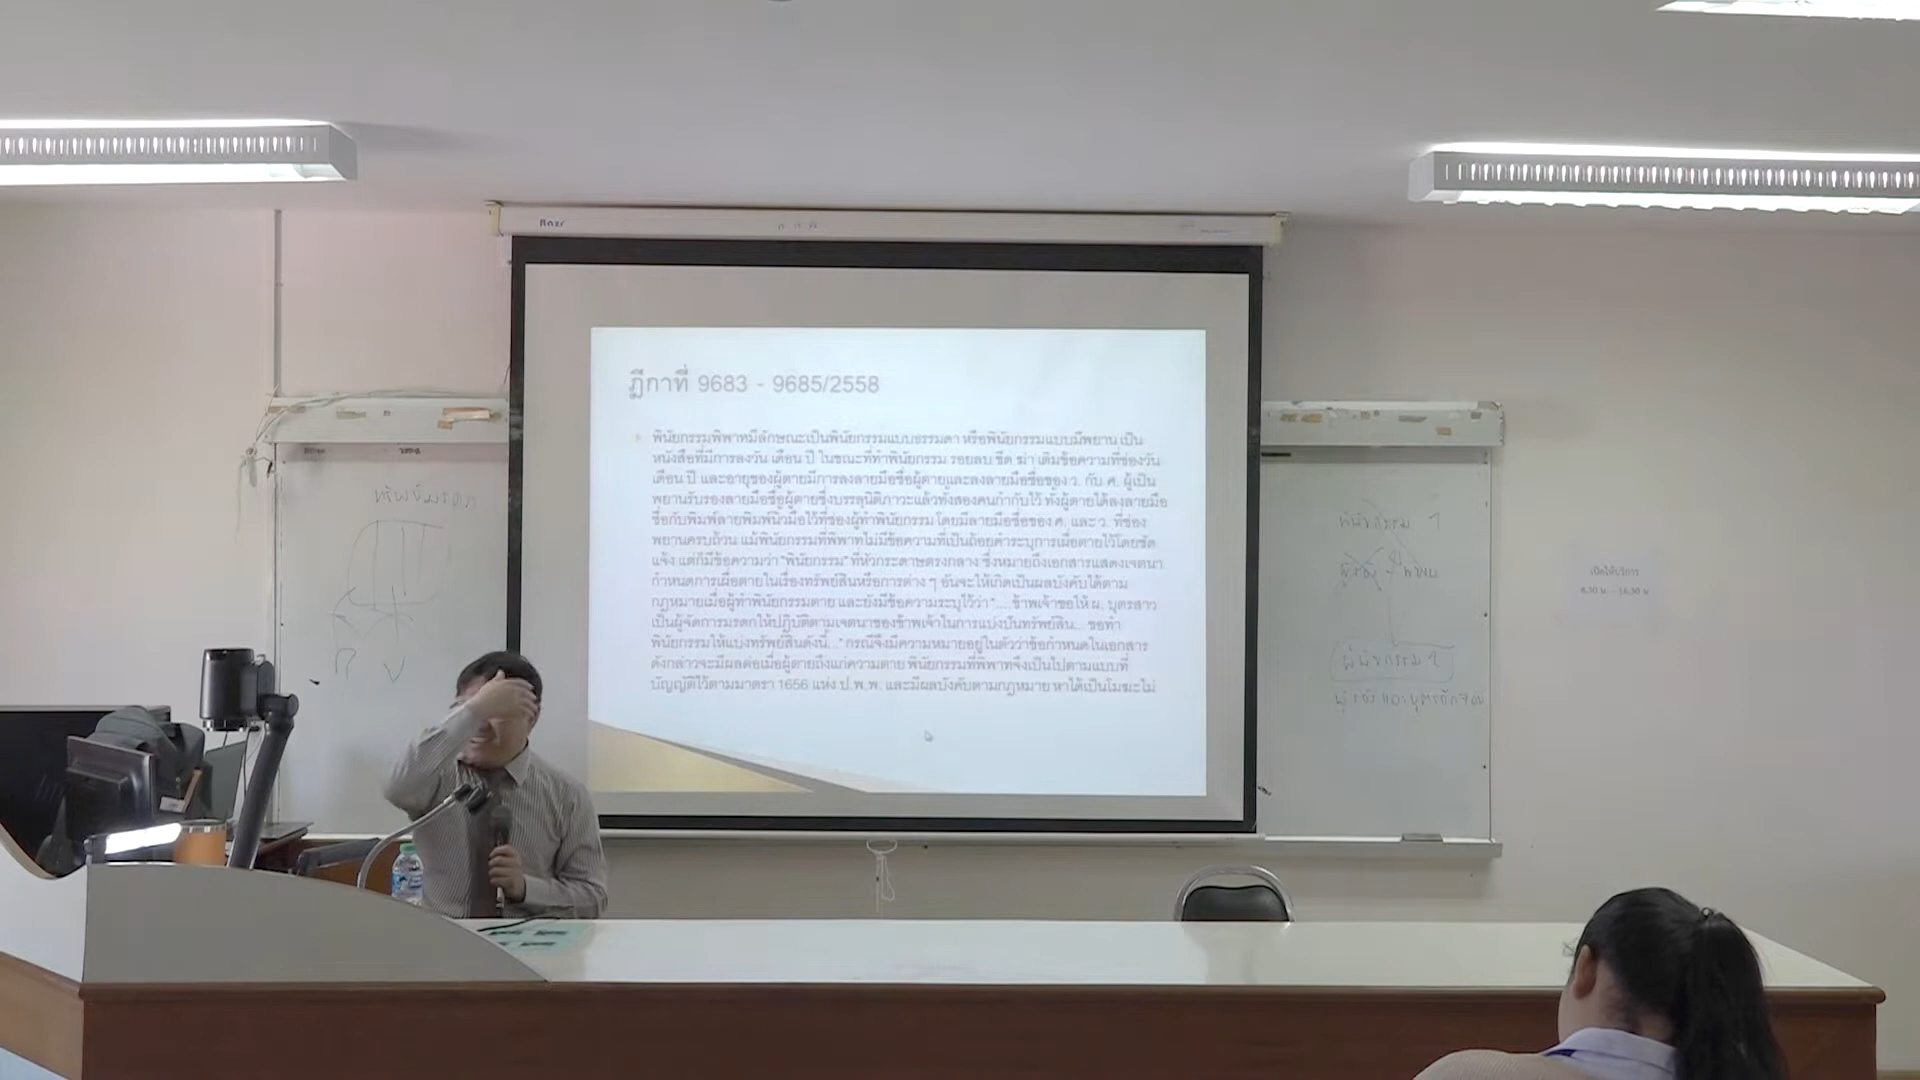 ฎีกาที่ 9683 - 9685/2558
พินัยกรรมพิพาทมีลักษณะเป็นพินัยกรรมแบบธรรมดา หรือพินัยกรรมแบบมีพยาน เป็น
หนังสือที่มีการลงวัน เดือน ปี ในขณะที่ทำพินัยกรรม รอยลบ ขีด ฆ่า เติมข้อความที่ช่องวัน
เดือน ปี และอายุของผู้ตายมีการลงลายมือชื่อผู้ตายและลงลายมือชื่อของ ว. กับ ศ. ผู้เป็น
พยานรับรองลายมือชื่อผู้ตายซึ่งบรรลุนิติภาวะแล้วทั้งสองคนกำกับไว้ ทั้งผู้ตายได้ลงลายมือ
ชื่อกับพิมพ์ลายพิมพ์นิ้วมือไว้ที่ช่องผู้ทำพินัยกรรม โดยมีลายมือชื่อของ ศ. และ ว. ที่ช่อง
พยานครบถ้วน แม้พินัยกรรมที่พิพาทไม่มีข้อความที่เป็นถ้อยคำระบุการเผื่อตายไว้โดยชัด
แจ้ง แต่ก็มีข้อความว่า "พินัยกรรม" ที่หัวกระดาษตรงกลาง ซึ่งหมายถึงเอกสารแสดงเจตนา
กำหนดการเผื่อตายในเรื่องทรัพย์สินหรือการต่าง ๆ อันจะให้เกิดเป็นผลบังคับได้ตาม
กฎหมายเมื่อผู้ทำพินัยกรรมตาย และยังมีข้อความระบุไว้ว่า "....ข้าพเจ้าขอให้ ผ. บุตรสาว
เป็นผู้จัดการมรดกให้ปฏิบัติตามเจตนาของข้าพเจ้าในการแบ่งปันทรัพย์สิน... ขอทำ
พินัยกรรมให้แบ่งทรัพย์สินดังนี้..." กรณีจึงมีความหมายอยู่ในตัวว่าข้อกำหนดในเอกสาร
ดังกล่าวจะมีผลต่อเมื่อผู้ตายถึงแก่ความตาย พินัยกรรมที่พิพาทจึงเป็นไปตามแบบที่
บัญญัติไว้ตามมาตรา 1656 แห่ง ป.พ.พ. และมีผลบังคับตามกฎหมาย หาได้เป็นโมฆะไม่
เปิดให้บริการ
8.30 น. - 16.30 น.